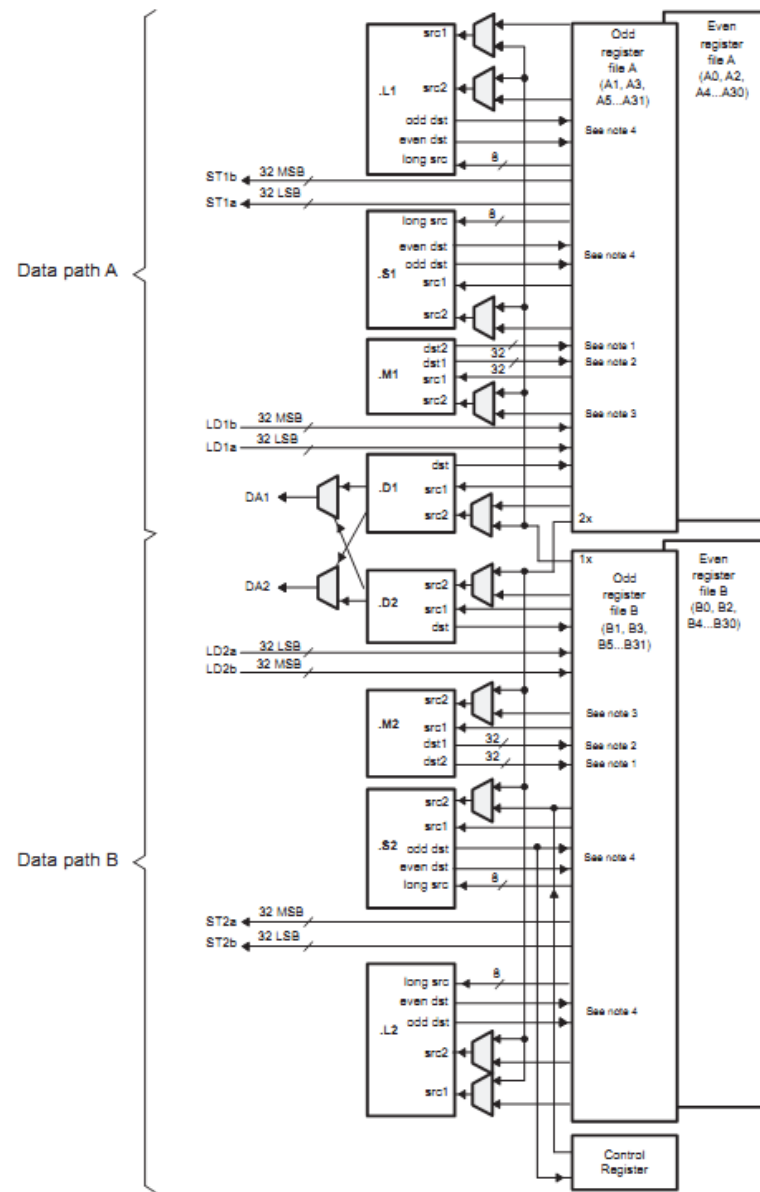 src1
Odd
register
file A
(A1, A3,
A5...A31)
Even
register
file A
(A0, A2,
A4...A30)
.L1
src2
odd dst
See note 4
even dst
long src
8
ST1b
32 MSB
ST1a
32 LSB
long src
8
even dst
See note 4
odd dst
.S1
src1
src2
Data path A
dst2
See note 1
32
dst1
See note 2
32
.M1
src1
src2
See note 3
LD1b
32 MSB
LD1a
32 LSB
dst
.D1
src1
src2
DA1
2x
1x
Odd
register
file B
(B1, B3,
B5...B31)
Even
register
file B
(B0, B2,
B4...B30)
DA2
.D2
src2
src1
dst
LD2a
32 LSB
LD2b
32 MSB
src2
See note 3
.M2
src1
dst1
32
See note 2
dst2
32
See note 1
src2
src1
.S2
odd dst
See note 4
even dst
long src
8
Data path B
ST2a
32 MSB
ST2b
32 LSB
long src
8
even dst
See note 4
odd dst
.L2
src2
src1
Control
Register